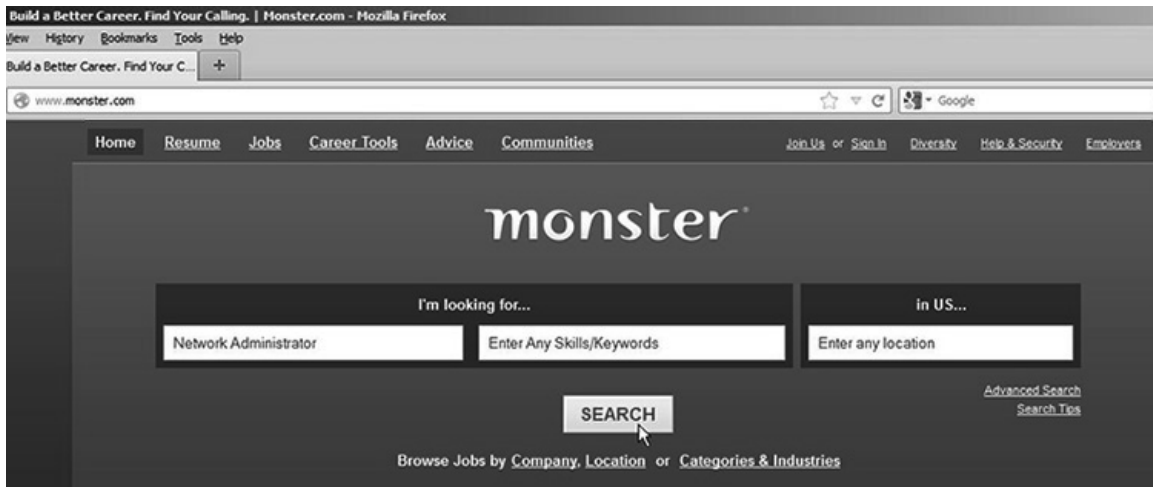 Build a Better Career. Find Your Calling. | Monster.com - Mozilla Firefox
View History Bookmarks Tools Help
Build a Better Career. Find Your C... +
www.monster.com Google
Home Resume Jobs Career Tools Advice Communities Join Us or Sign In Diversity Help & Security Employers
monster
I'm looking for... in US...
Network Administrator Enter Any Skills/Keywords Enter any location
Advanced Search
SEARCH Search Tips
Browse Jobs by Company, Location or Categories & Industries